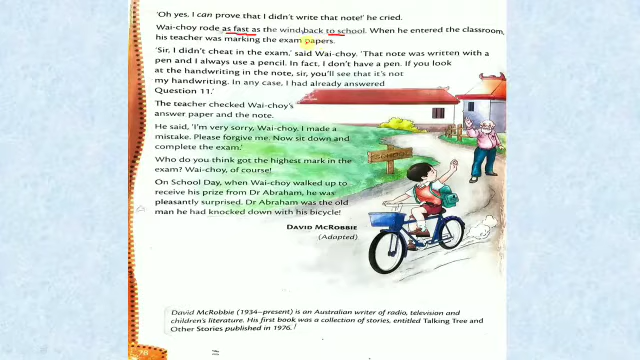 'Oh yes. I can prove that I didn't write that note!' he cried.
Wai-choy rode as fast as the wind back to school. When he entered the classroom,
his teacher was marking the exam papers.
'Sir, I didn't cheat in the exam,' said Wai-choy. 'That note was written with a
pen and I always use a pencil. In fact, I don't have a pen. If you look
at the handwriting in the note, sir, you'll see that it's not
my handwriting. In any case, I had already answered
Question 11.'
The teacher checked Wai-choy's
answer paper and the note.
He said, 'I'm very sorry, Wai-choy. I made a
mistake. Please forgive me. Now sit down and
complete the exam.'
Who do you think got the highest mark in the
exam? Wai-choy, of course!
On School Day, when Wai-choy walked up to
receive his prize from Dr Abraham, he was
pleasantly surprised. Dr Abraham was the old
man he had knocked down with his bicycle!
DAVID MCROBBIE
(Adapted)
SCHOOL
David McRobbie (1934–present) is an Australian writer of radio, television and
children's literature. His first book was a collection of stories, entitled Talking Tree and
Other Stories published in 1976.